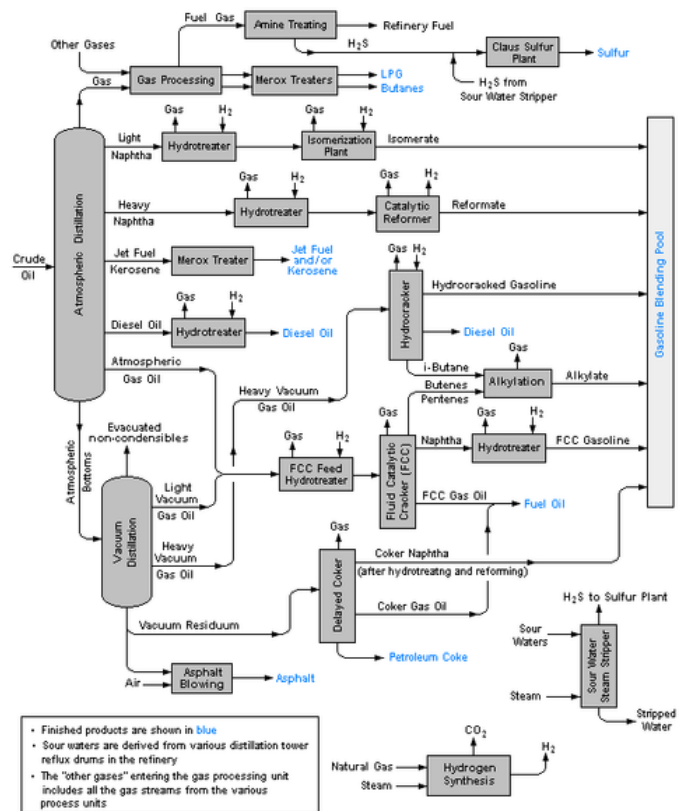 Fuel Gas
Amine Treating
Refinery Fuel
Other Gases
H2S
Claus Sulfur
Plant
Sulfur
Gas
Gas Processing
Merox Treaters
LPG
Butanes
H2S from
Sour Water Stripper
Gas
H2
Gas
H2
Light
Naphtha
Hydrotreater
Isomerization
Plant
Isomerate
Gas
H2
Gas
H2
Heavy
Naphtha
Hydrotreater
Catalytic
Reformer
Reformate
Crude
Oil
Atmospheric Distillation
Jet Fuel
Kerosene
Merox Treater
Jet Fuel
and/or
Kerosene
Gas
H2
Hydrocracker
Hydrocracked Gasoline
Gasoline Blending Pool
Gas
H2
Diesel Oil
Hydrotreater
Diesel Oil
Diesel Oil
Atmospheric
Gas Oil
i-Butane
Butenes
Pentenes
Gas
Alkylation
Alkylate
Heavy Vacuum
Gas Oil
Atmospheric
Bottoms
Evacuated
non-condensibles
Gas
H2
FCC Feed
Hydrotreater
Gas
Fluid Catalytic
Cracker (FCC)
Naphtha
Gas
H2
Hydrotreater
FCC Gasoline
Light
Vacuum
Gas Oil
FCC Gas Oil
Fuel Oil
Vacuum
Distillation
Heavy
Vacuum
Gas Oil
Gas
Delayed Coker
Coker Naphtha
(after hydrotreatng and reforming)
Coker Gas Oil
Vacuum Residuum
Petroleum Coke
Air
Asphalt
Blowing
Asphalt
H2S to Sulfur Plant
Sour
Waters
Sour Water
Steam Stripper
Steam
Stripped
Water
• Finished products are shown in blue
• Sour waters are derived from various distillation tower
reflux drums in the refinery
• The "other gases" entering the gas processing unit
includes all the gas streams from the various
process units
CO2
H2
Natural Gas
Steam
Hydrogen
Synthesis